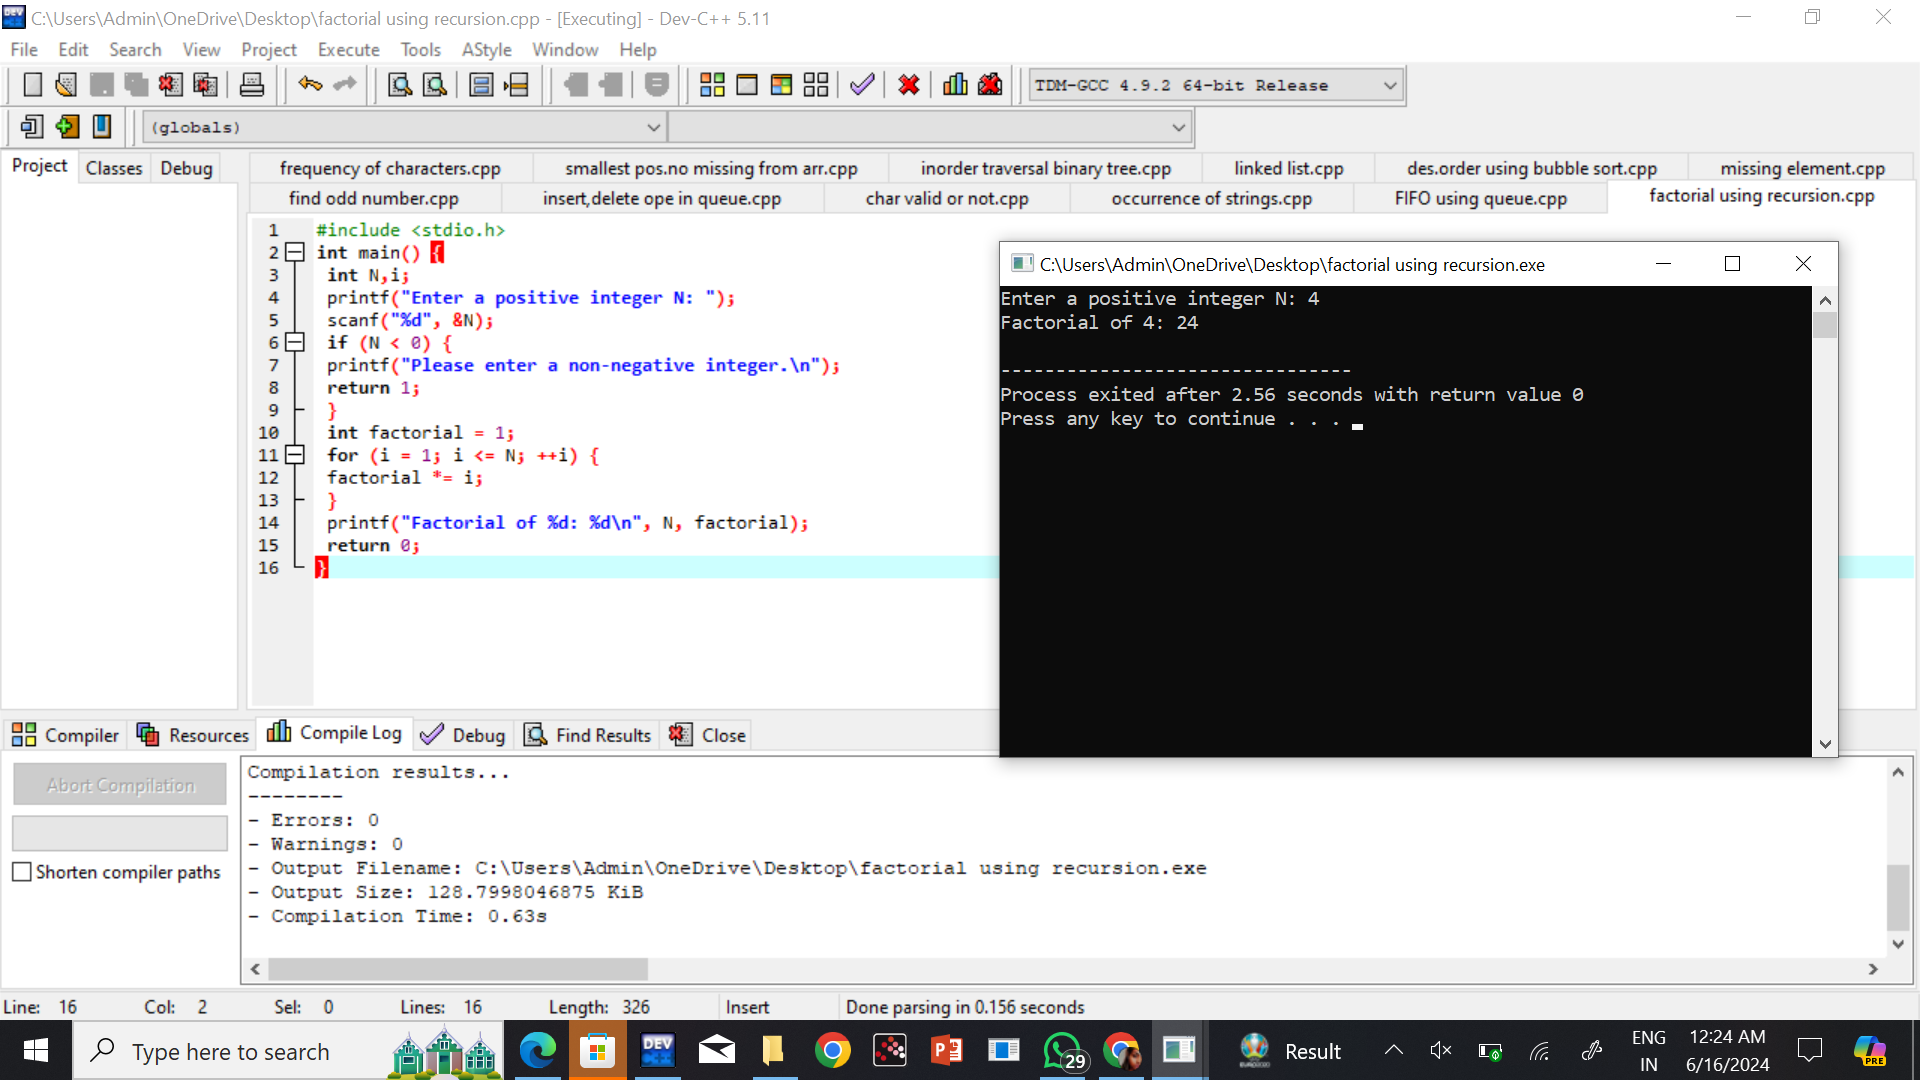 C:\Users\Admin\OneDrive\Desktop\factorial using recursion.cpp - [Executing] - Dev-C++ 5.11
File Edit Search View Project Execute Tools AStyle Window Help
TDM-GCC 4.9.2 64-bit Release
(globals)
Project Classes Debug
frequency of characters.cpp smallest pos.no missing from arr.cpp inorder traversal binary tree.cpp linked list.cpp des.order using bubble sort.cpp missing element.cpp
find odd number.cpp insert,delete ope in queue.cpp char valid or not.cpp occurrence of strings.cpp FIFO using queue.cpp factorial using recursion.cpp
1 #include <stdio.h>
2 int main() {
3 int N,i;
4 printf("Enter a positive integer N: ");
5 scanf("%d", &N);
6 if (N < 0) {
7 printf("Please enter a non-negative integer.\n");
8 return 1;
9 }
10 int factorial = 1;
11 for (i = 1; i <= N; ++i) {
12 factorial *= i;
13 }
14 printf("Factorial of %d: %d\n", N, factorial);
15 return 0;
16 }
C:\Users\Admin\OneDrive\Desktop\factorial using recursion.exe
Enter a positive integer N: 4
Factorial of 4: 24
--------------------------------
Process exited after 2.56 seconds with return value 0
Press any key to continue . . .
Compiler Resources Compile Log Debug Find Results Close
Abort Compilation
Shorten compiler paths
Compilation results...
--------
- Errors: 0
- Warnings: 0
- Output Filename: C:\Users\Admin\OneDrive\Desktop\factorial using recursion.exe
- Output Size: 128.7998046875 KiB
- Compilation Time: 0.63s
Line: 16 Col: 2 Sel: 0 Lines: 16 Length: 326 Insert Done parsing in 0.156 seconds
Type here to search
DEV
29
Result
ENG
IN
12:24 AM
6/16/2024
PRE